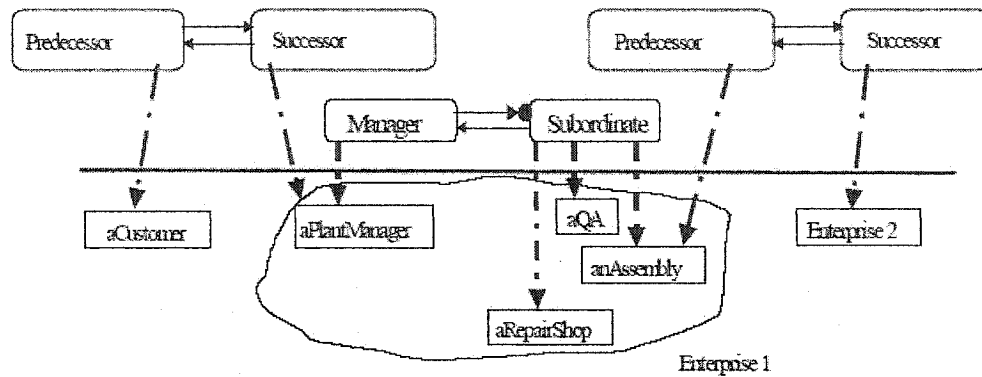 Predecessor
Successor
Predecessor
Successor
Manager
Subordinate
aCustomer
aPlantManager
aQA
Enterprise 2
anAssembly
aRepairShop
Enterprise 1